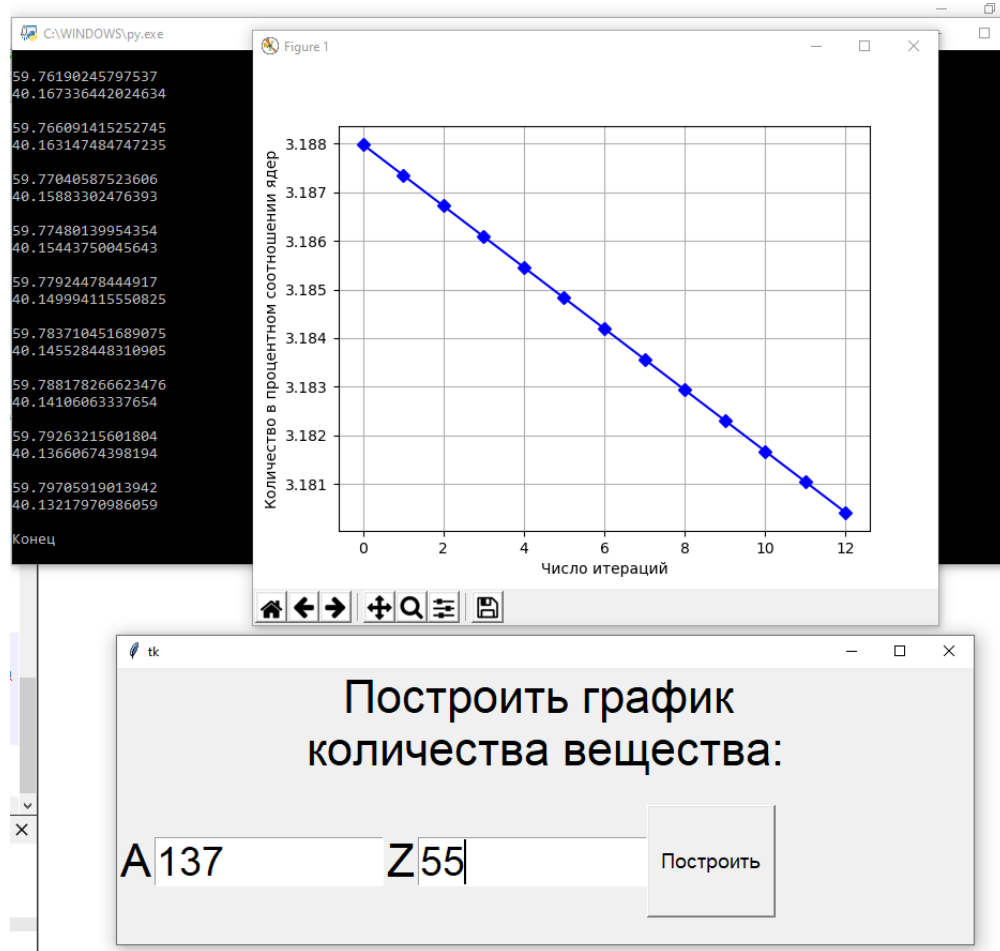 C:\WINDOWS\py.exe
59.76190245797537
40.167336442024634
59.766091415252745
40.163147484747235
59.77040587523606
40.15883302476393
59.77480139954354
40.15443750045643
59.77924478444917
40.149994115550825
59.783710451689075
40.145528448310905
59.788178266623476
40.14106063337654
59.79263215601804
40.13660674398194
59.79705919013942
40.13217970986059
Конец
Figure 1
Количество в процентном соотношении ядер
3.188
3.187
3.186
3.185
3.184
3.183
3.182
3.181
0 2 4 6 8 10 12
Число итераций
tk
Построить график
количества вещества:
A 137 Z 55 Построить